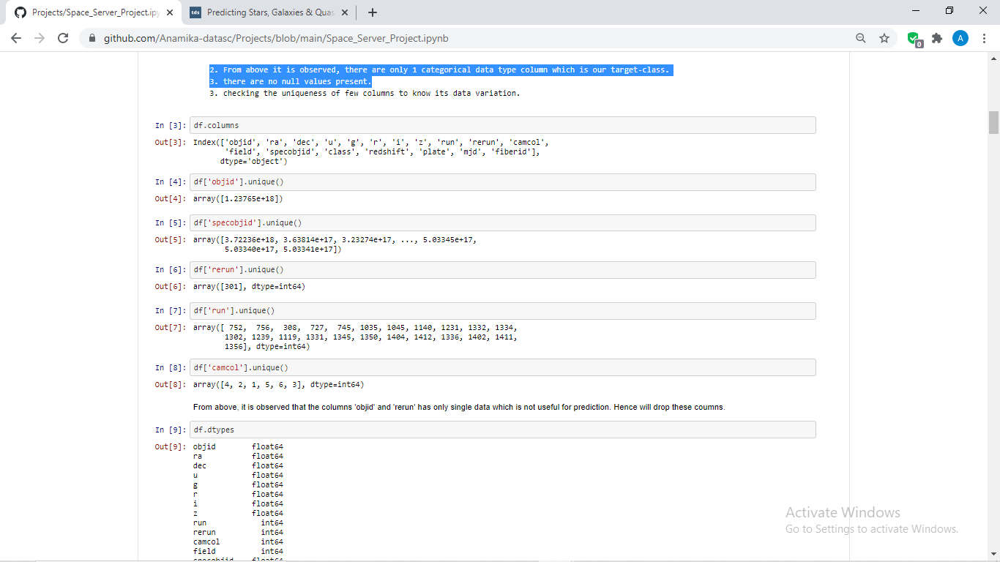 Projects/Space_Server_Project.ip
tds Predicting Stars, Galaxies & Quas
github.com/Anamika-datasc/Projects/blob/main/Space_Server_Project.ipynb
0
A
2. From above it is observed, there are only 1 categorical data type column which is our target-class.
3. there are no null values present.
3. checking the uniqueness of few columns to know its data variation.
In [3]: df.columns
Out[3]: Index(['objid', 'ra', 'dec', 'u', 'g', 'r', 'i', 'z', 'run', 'rerun', 'camcol',
'field', 'specobjid', 'class', 'redshift', 'plate', 'mjd', 'fiberid'],
dtype='object')
In [4]: df['objid'].unique()
Out[4]: array([1.23765e+18])
In [5]: df['specobjid'].unique()
Out[5]: array([3.72236e+18, 3.63814e+17, 3.23274e+17, ..., 5.03345e+17,
5.03340e+17, 5.03341e+17])
In [6]: df['rerun'].unique()
Out[6]: array([301], dtype=int64)
In [7]: df['run'].unique()
Out[7]: array([ 752, 756, 308, 727, 745, 1035, 1045, 1140, 1231, 1332, 1334,
1302, 1239, 1119, 1331, 1345, 1350, 1404, 1412, 1336, 1402, 1411,
1356], dtype=int64)
In [8]: df['camcol'].unique()
Out[8]: array([4, 2, 1, 5, 6, 3], dtype=int64)
From above, it is observed that the columns 'objid' and 'rerun' has only single data which is not useful for prediction. Hence will drop these coumns.
In [9]: df.dtypes
Out[9]: objid float64
ra float64
dec float64
u float64
g float64
r float64
i float64
z float64
run int64
rerun int64
camcol int64
field int64
specobjid float64
Activate Windows
Go to Settings to activate Windows.